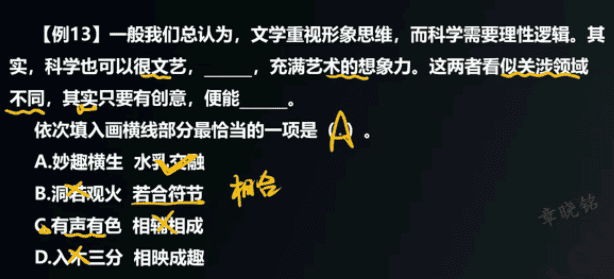 【例13】一般我们总认为，文学重视形象思维，而科学需要理性逻辑。其
实，科学也可以很文艺，______，充满艺术的想象力。这两者看似关涉领域
不同，其实只要有创意，便能_____。
依次填入画横线部分最恰当的一项是（A）。
A.妙趣横生 水乳交融
B.洞若观火 若合符节 相合
C.有声有色 相辅相成
D.入木三分 相映成趣
章晓铭